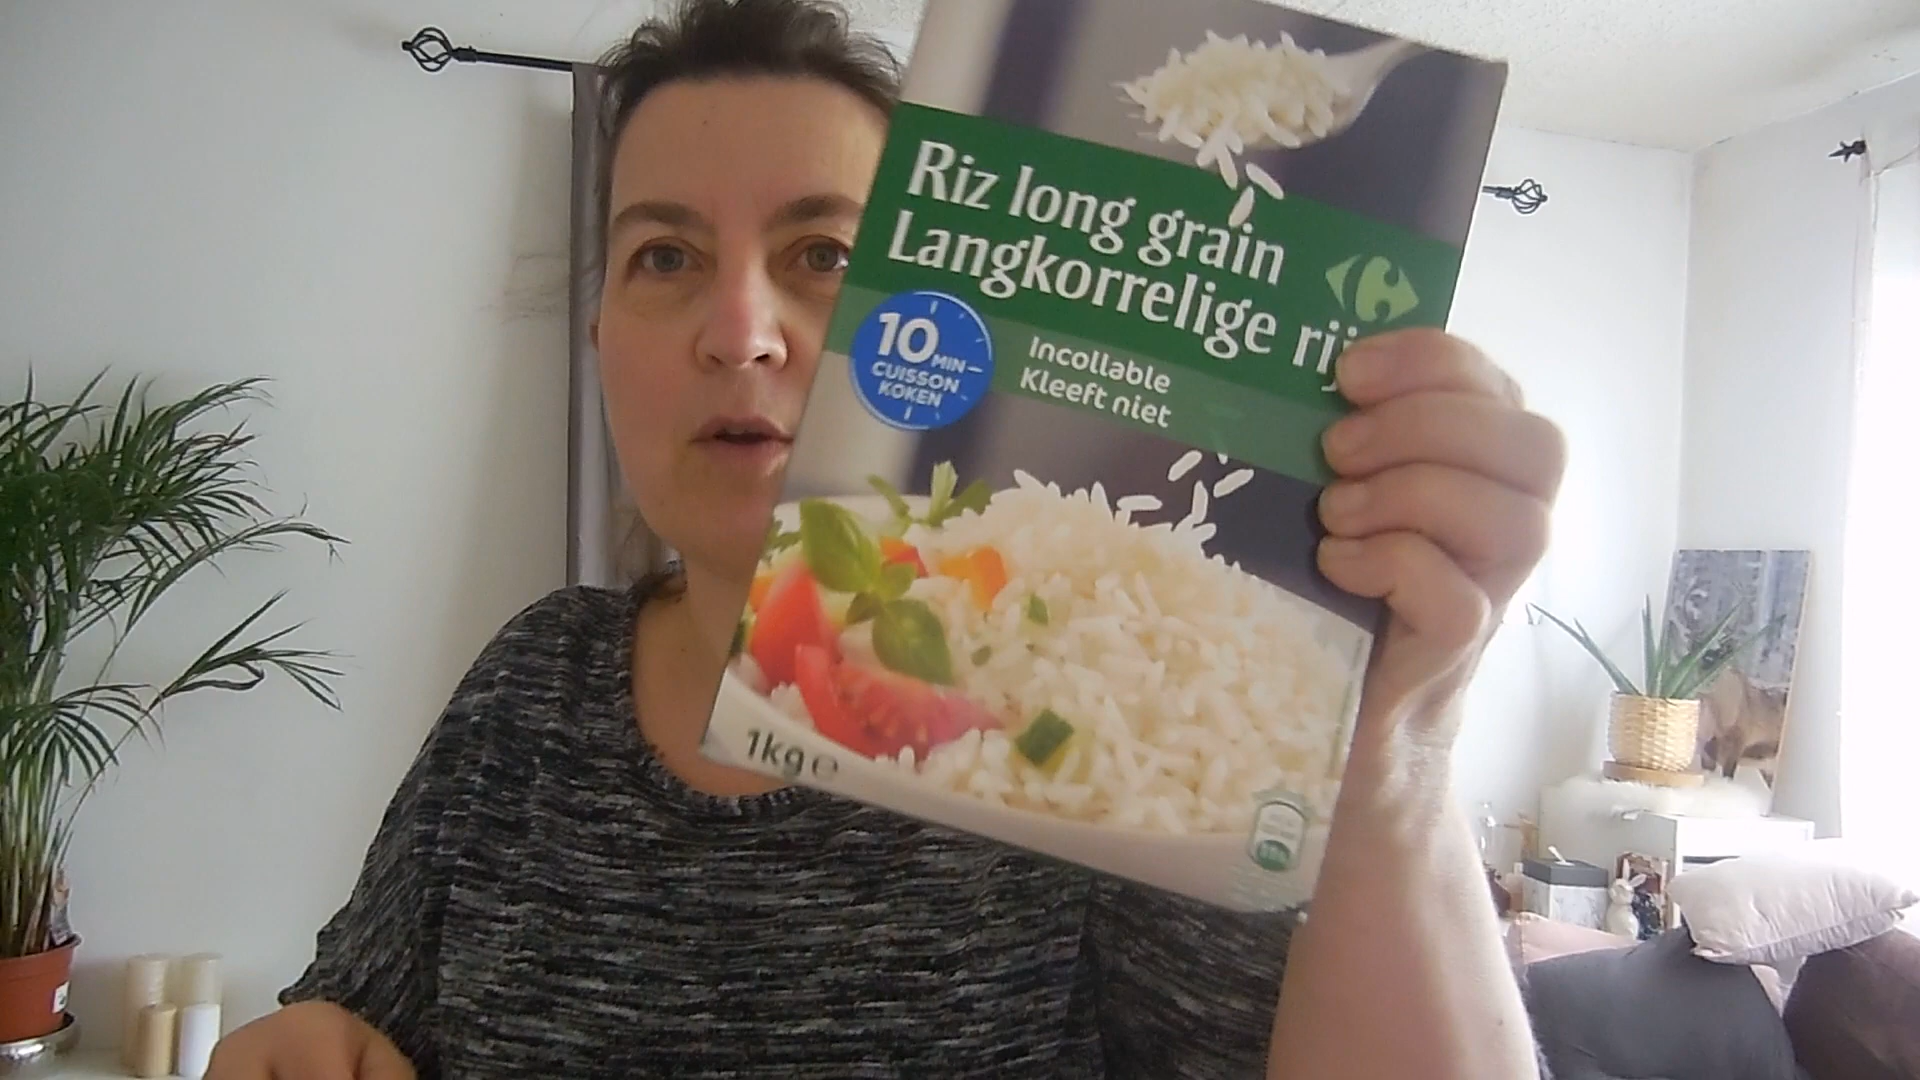 Riz long grain
Langkorrelige rij
10 MIN
CUISSON
KOKEN
Incollable
Kleeft niet
1kg e